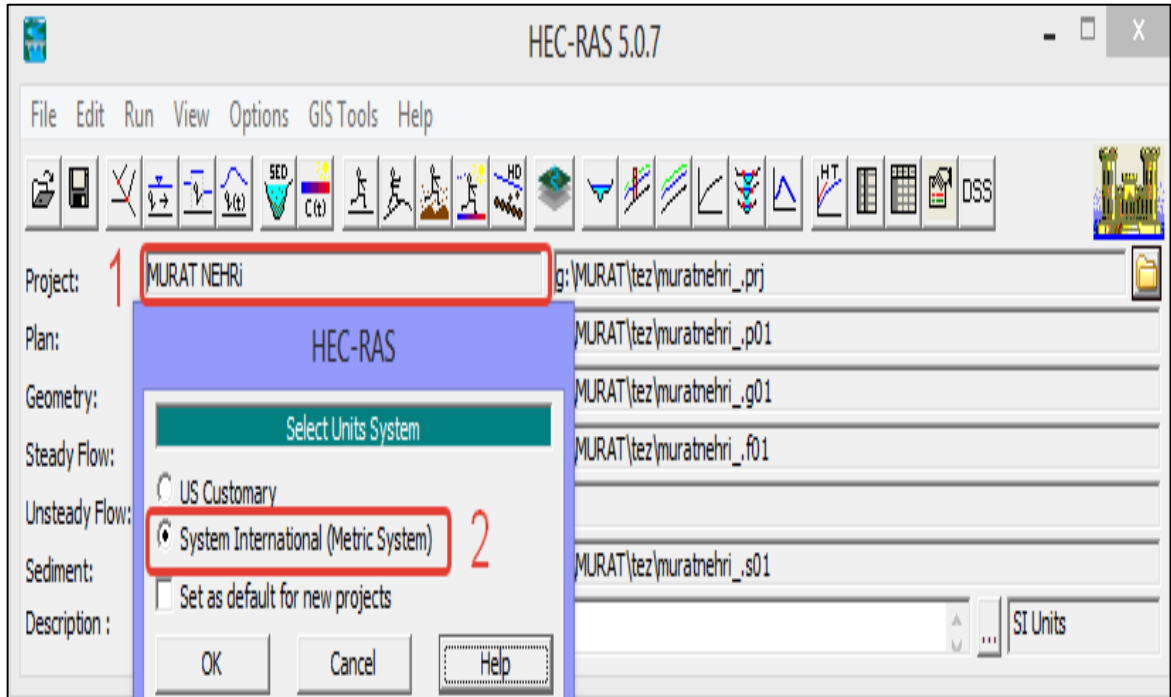 HEC-RAS 5.0.7
X
File Edit Run View Options GIS Tools Help
SED
C(t)
HD
HT
DSS
Project: 1 MURAT NEHRi g:\MURAT\tez\muratnehri_.prj
Plan: \MURAT\tez\muratnehri_.p01
HEC-RAS
Geometry: \MURAT\tez\muratnehri_.g01
Select Units System
Steady Flow: \MURAT\tez\muratnehri_.f01
US Customary
Unsteady Flow:
System International (Metric System) 2
Sediment: \MURAT\tez\muratnehri_.s01
Set as default for new projects
Description : ... SI Units
OK Cancel Help